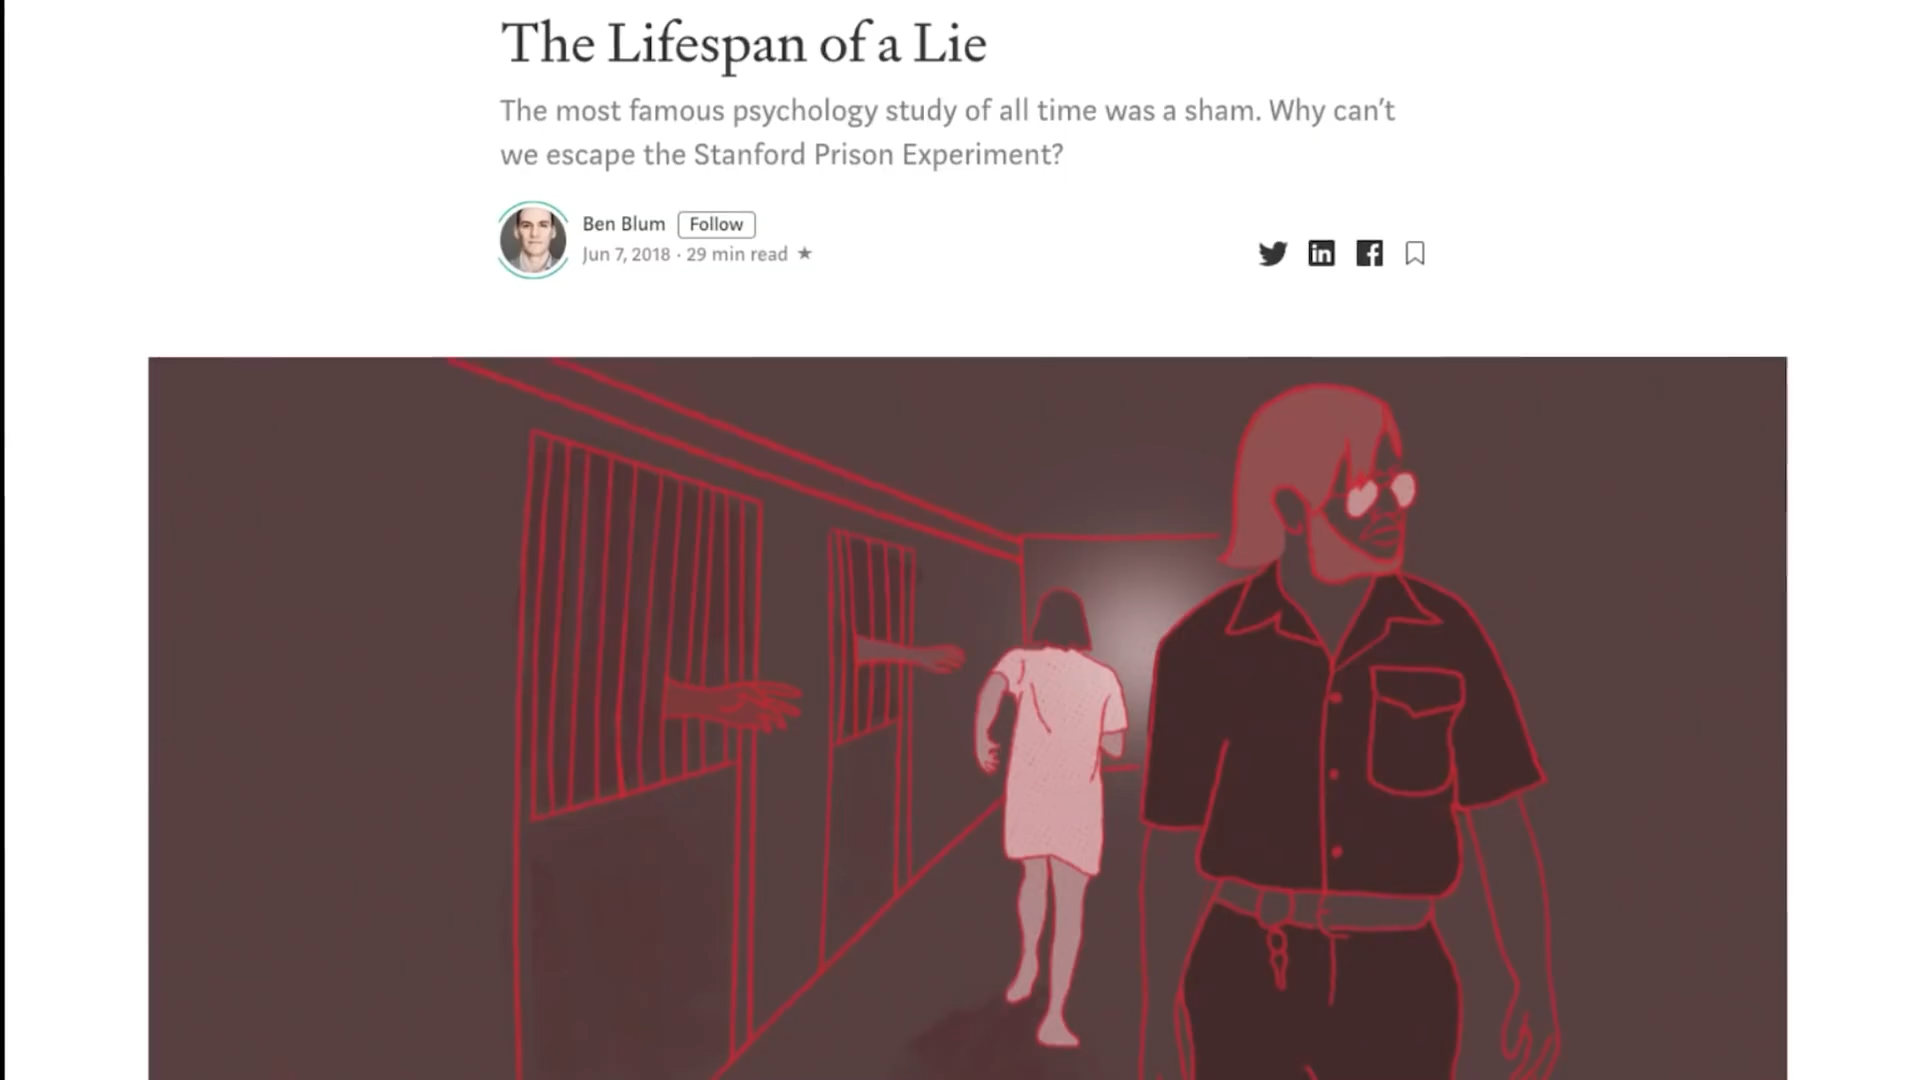 The Lifespan of a Lie
The most famous psychology study of all time was a sham. Why can’t
we escape the Stanford Prison Experiment?
Ben Blum Follow
Jun 7, 2018 · 29 min read ★